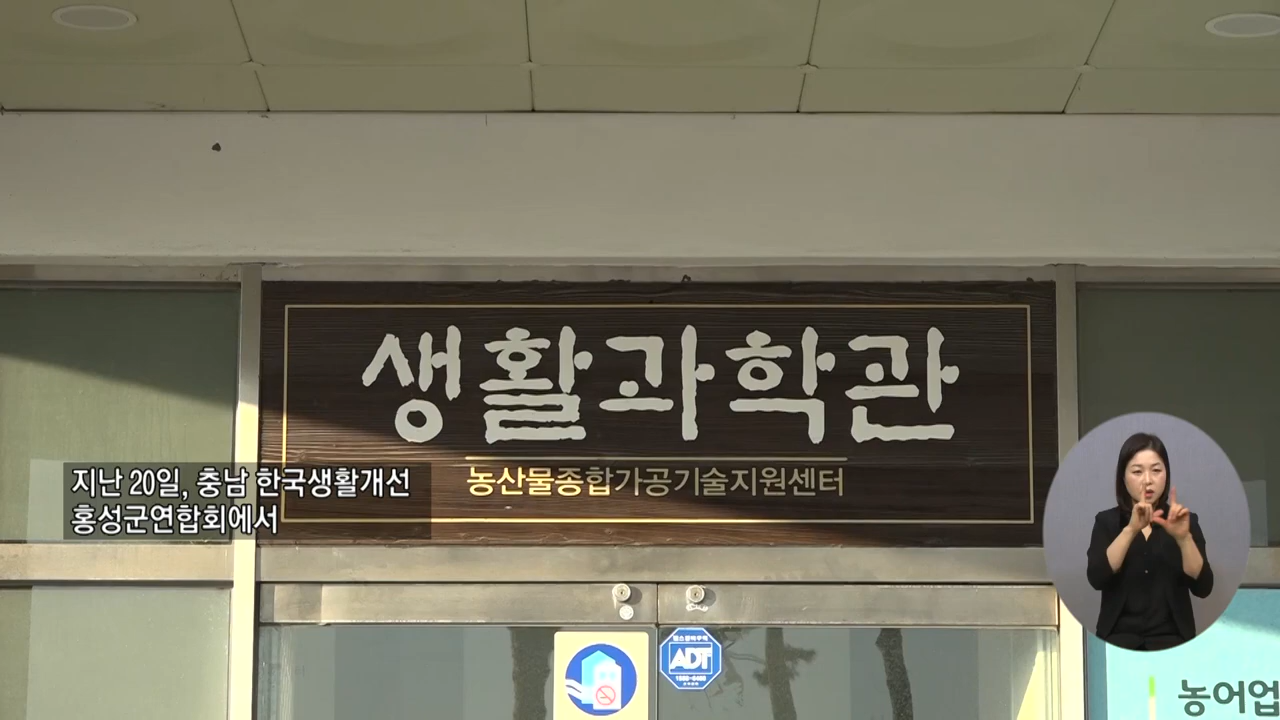 생활과학관
농산물종합가공기술지원센터
지난 20일, 충남 한국생활개선
홍성군연합회에서
ADT
농어업